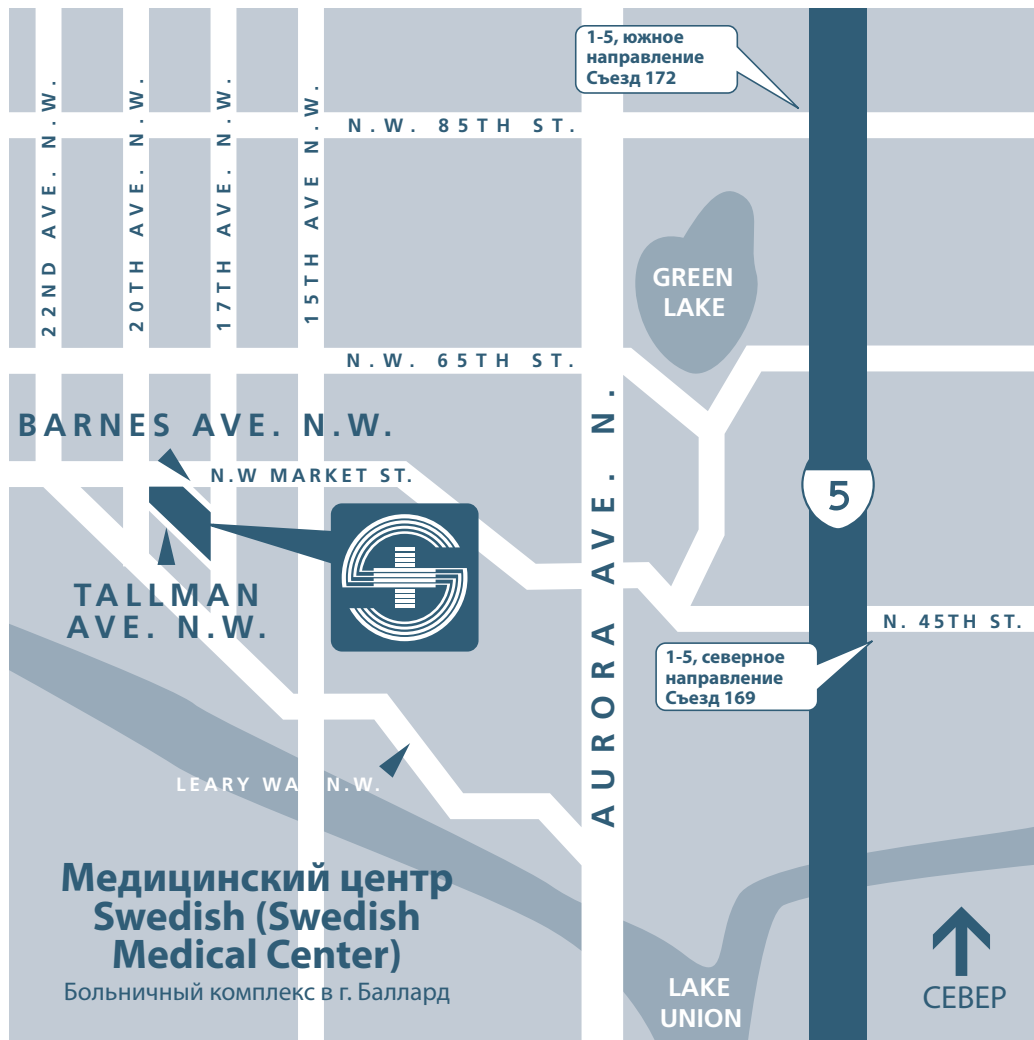 1-5, южное
направление
Съезд 172
22ND AVE. N.W.
20TH AVE. N.W.
17TH AVE. N.W.
15TH AVE N.W.
N.W. 85TH ST.
GREEN
LAKE
N.W. 65TH ST.
BARNES AVE. N.W.
N.W MARKET ST.
AURORA AVE. N.
5
TALLMAN
AVE. N.W.
N. 45TH ST.
1-5, северное
направление
Съезд 169
LEARY WAY N.W.
Медицинский центр
Swedish (Swedish
Medical Center)
Больничный комплекс в г. Баллард
LAKE
UNION
СЕВЕР